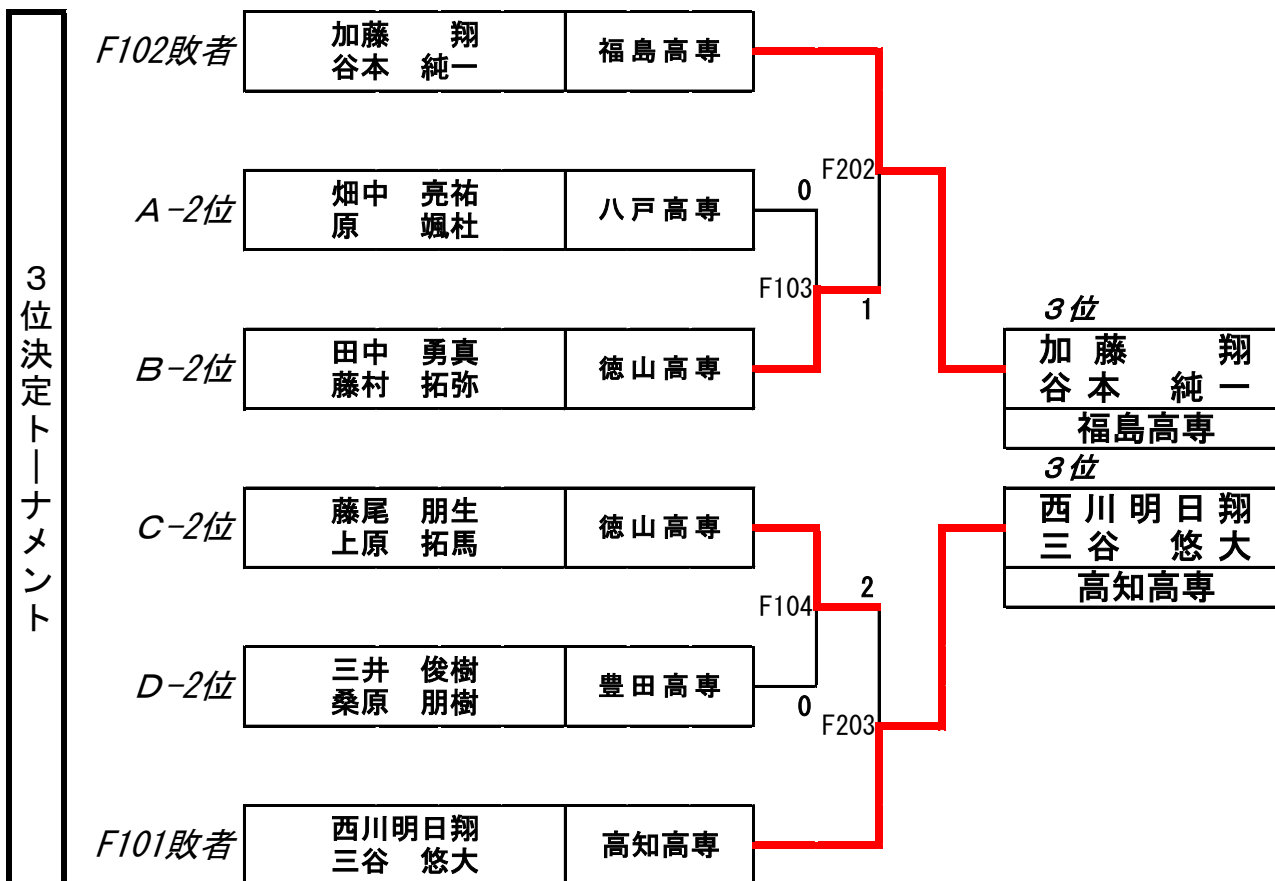 3位決定トーナメント
F102敗者
加藤 翔
谷本 純一
福島高専
A-2位
畑中 亮祐
原 颯杜
八戸高専
0
F202
F103
1
B-2位
田中 勇真
藤村 拓弥
徳山高専
3位
加藤 翔
谷本 純一
福島高専
C-2位
藤尾 朋生
上原 拓馬
徳山高専
3位
西川明日翔
三谷 悠大
高知高専
F104
2
D-2位
三井 俊樹
桑原 朋樹
豊田高専
0
F203
F101敗者
西川明日翔
三谷 悠大
高知高専